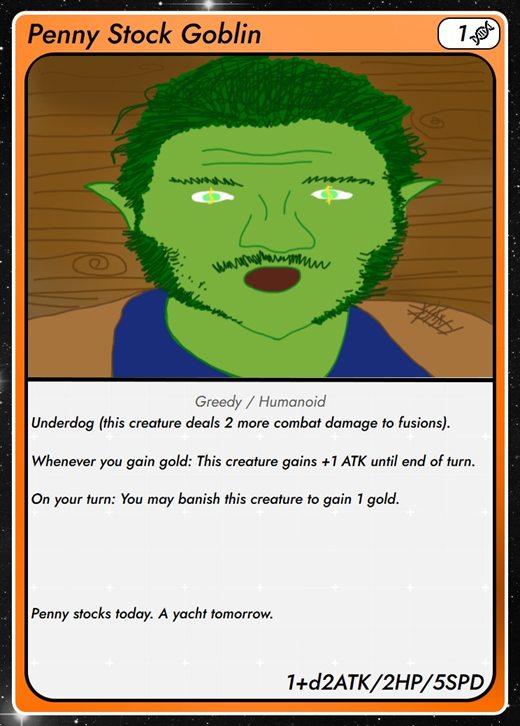 Penny Stock Goblin
1
Greedy / Humanoid
Underdog (this creature deals 2 more combat damage to fusions).
Whenever you gain gold: This creature gains +1 ATK until end of turn.
On your turn: You may banish this creature to gain 1 gold.
Penny stocks today. A yacht tomorrow.
1+d2ATK/2HP/5SPD